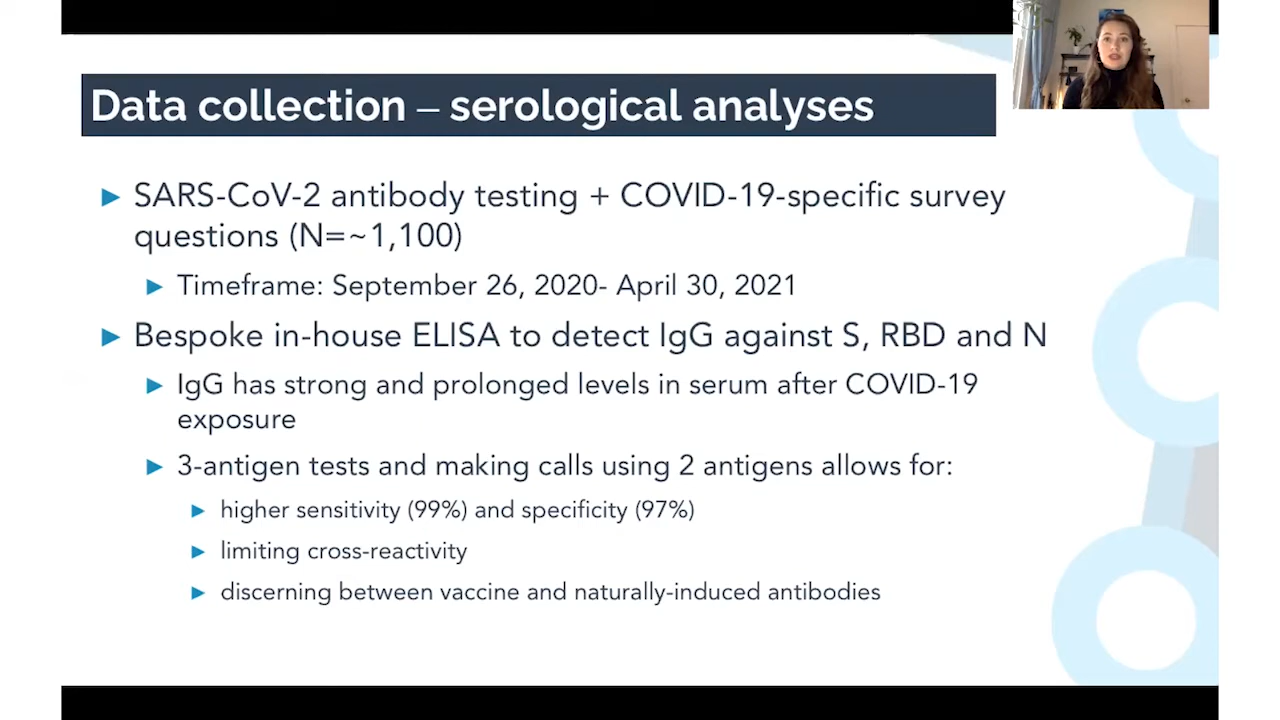 Data collection – serological analyses
► SARS-CoV-2 antibody testing + COVID-19-specific survey
questions (N=~1,100)
► Timeframe: September 26, 2020- April 30, 2021
► Bespoke in-house ELISA to detect IgG against S, RBD and N
► IgG has strong and prolonged levels in serum after COVID-19
exposure
► 3-antigen tests and making calls using 2 antigens allows for:
► higher sensitivity (99%) and specificity (97%)
► limiting cross-reactivity
► discerning between vaccine and naturally-induced antibodies